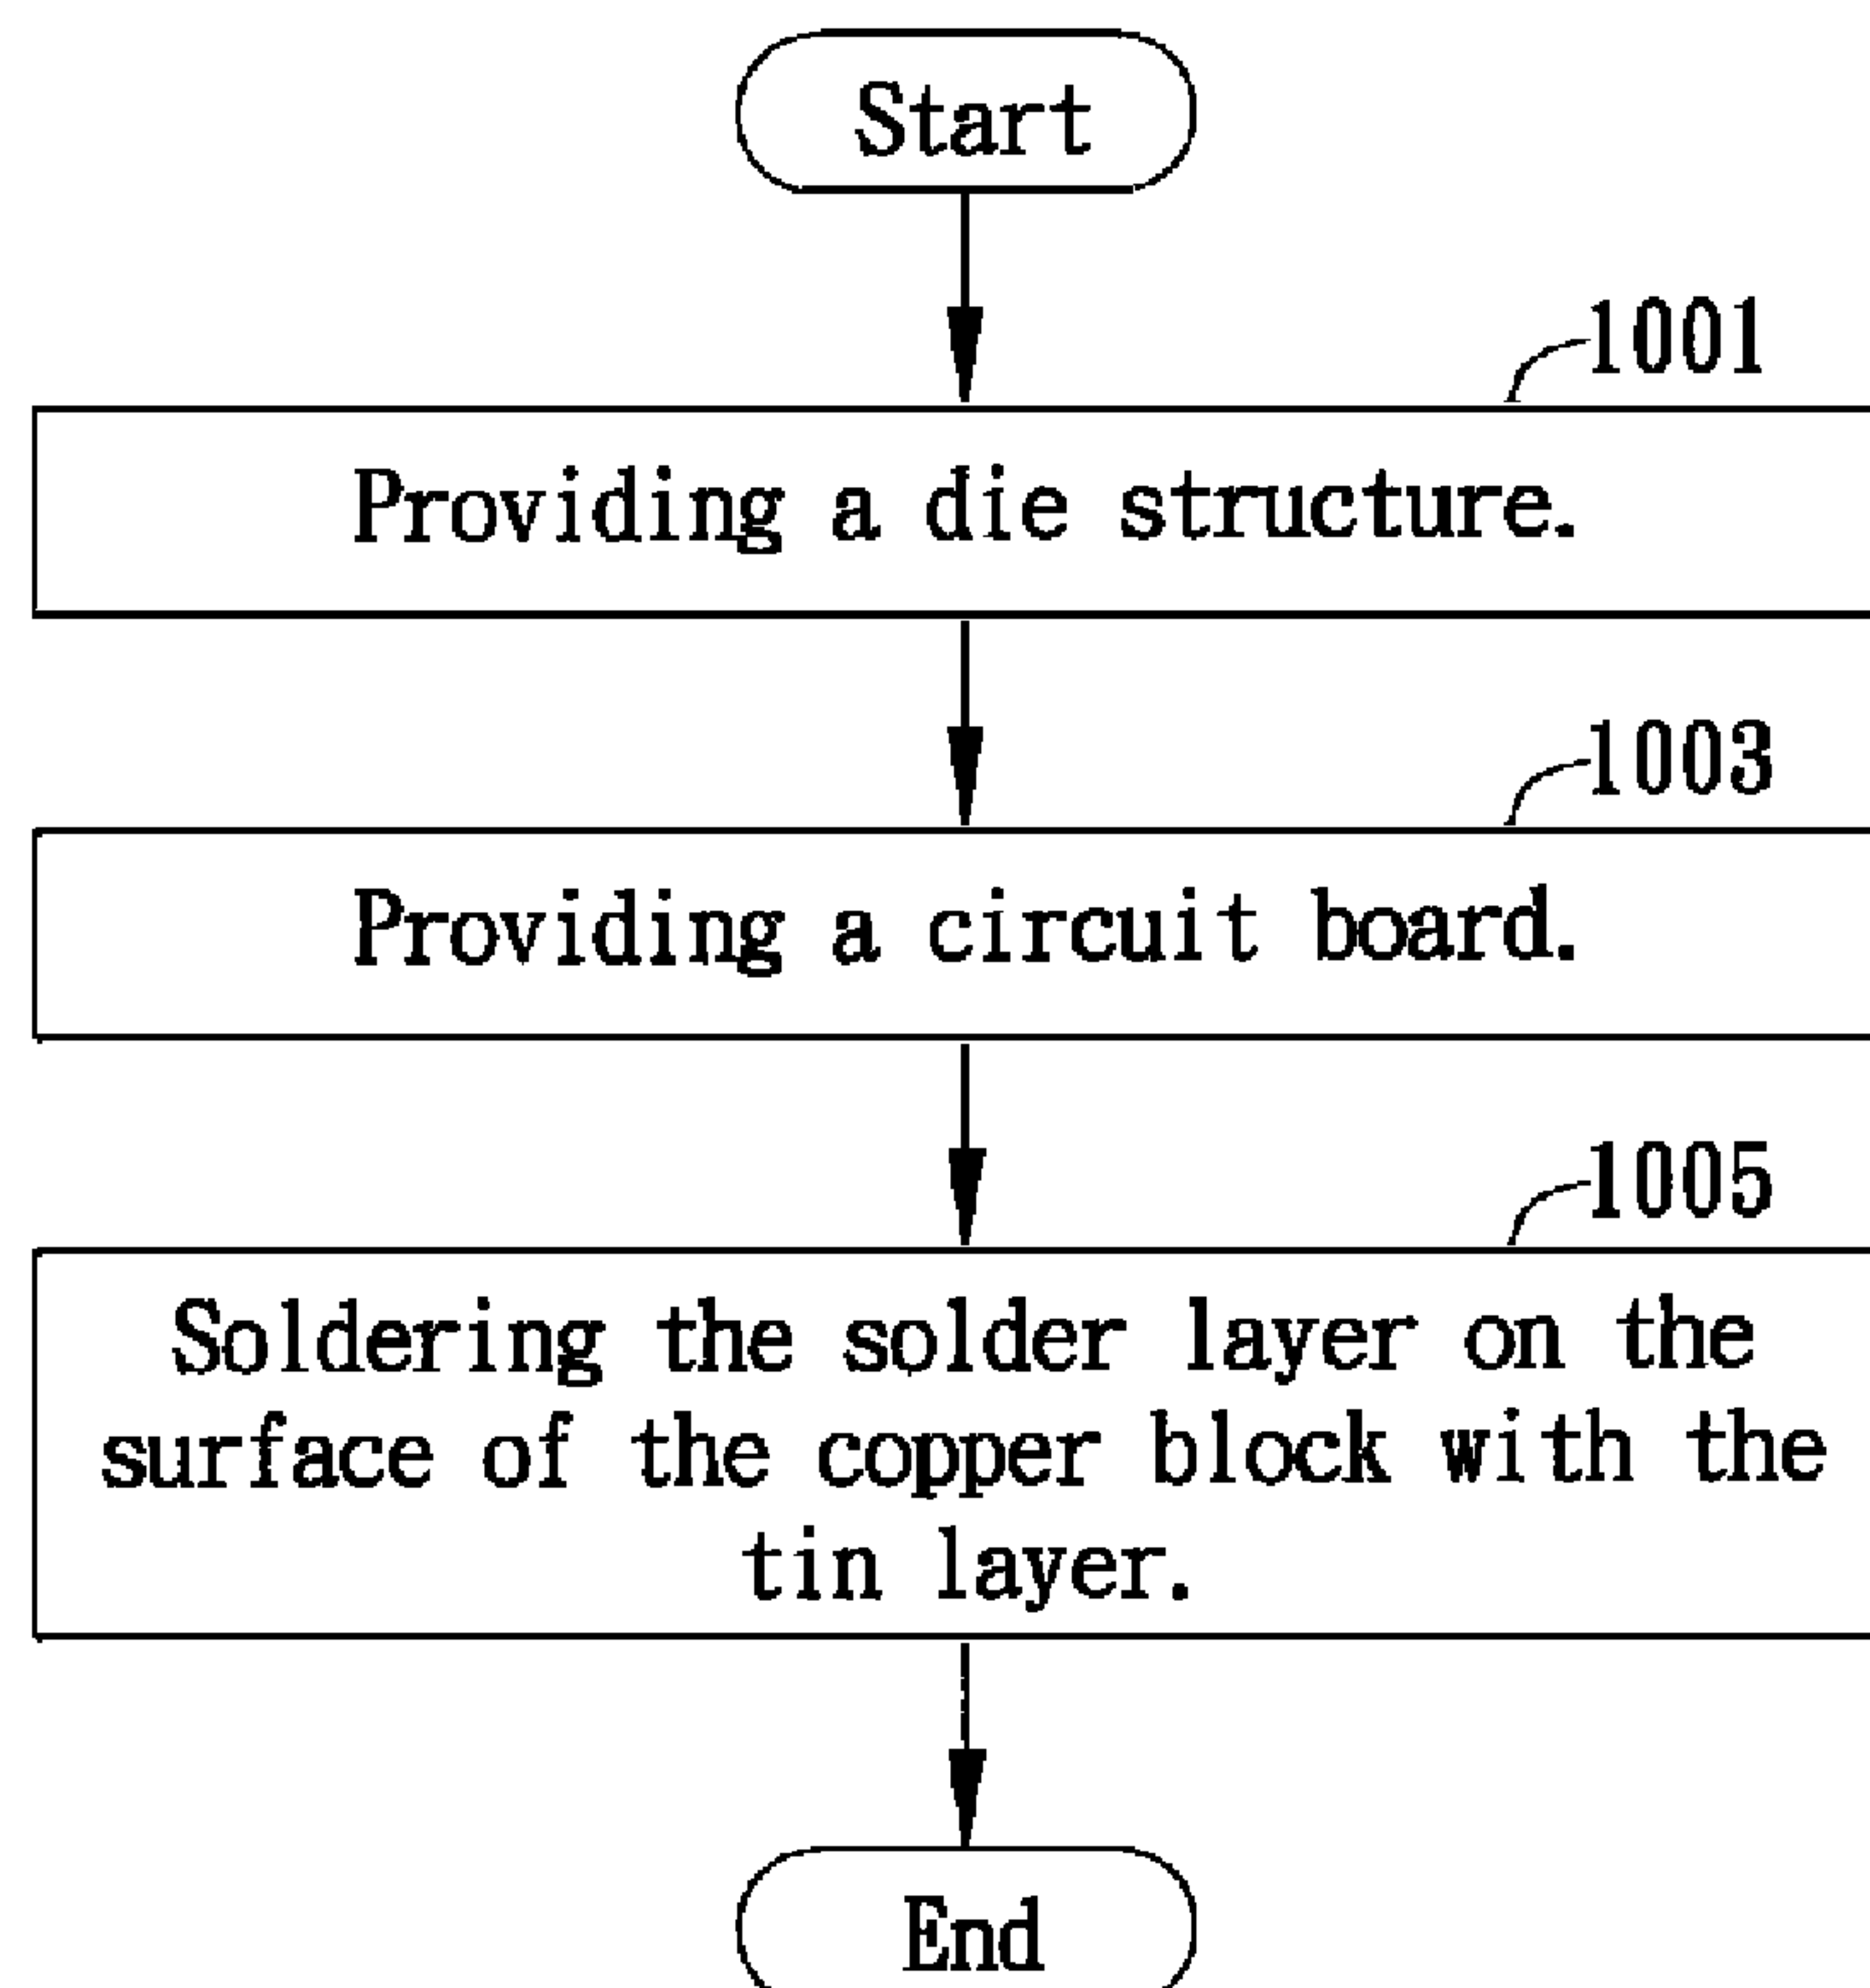 Start
1001
Providing a die structure.
1003
Providing a circuit board.
1005
Soldering the solder layer on the
surface of the copper block with the
tin layer.
End